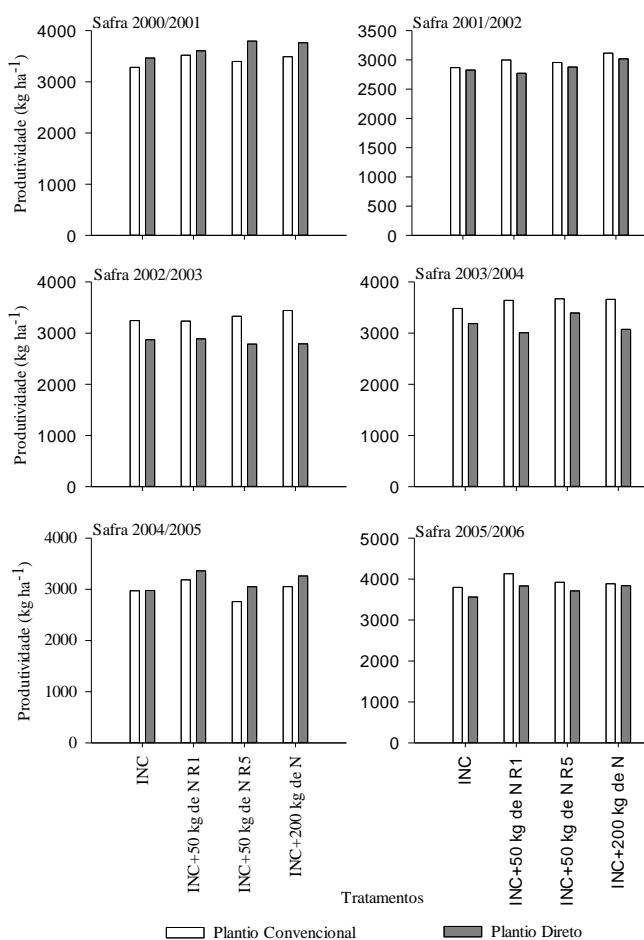 Safra 2000/2001
Safra 2001/2002
Produtividade (kg ha-1)
4000
3000
2000
1000
0
3500
3000
2500
2000
1500
1000
500
0
Safra 2002/2003
Safra 2003/2004
Produtividade (kg ha-1)
4000
3000
2000
1000
0
4000
3000
2000
1000
0
Safra 2004/2005
Safra 2005/2006
Produtividade (kg ha-1)
4000
3000
2000
1000
0
5000
4000
3000
2000
1000
0
INC
INC+50 kg de N R1
INC+50 kg de N R5
INC+200 kg de N
INC
INC+50 kg de N R1
INC+50 kg de N R5
INC+200 kg de N
Tratamentos
Plantio Convencional
Plantio Direto